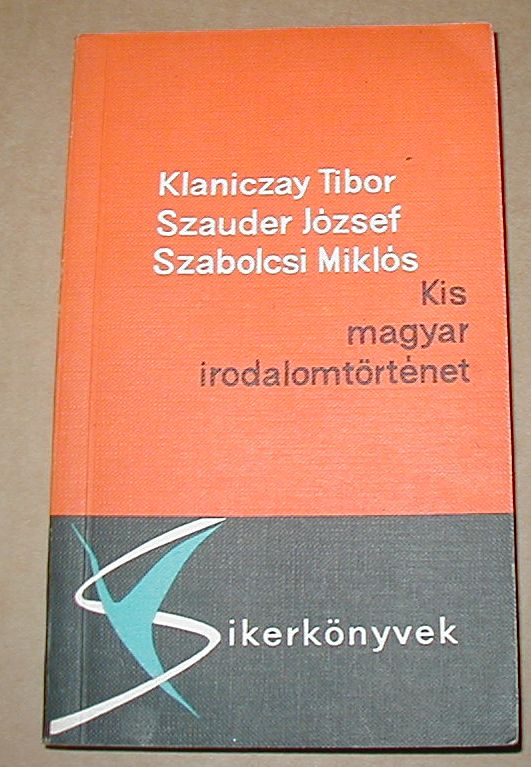 Klaniczay Tibor
Szauder József
Szabolcsi Miklós
Kis
magyar
irodalomtörténet
Sikerkönyvek